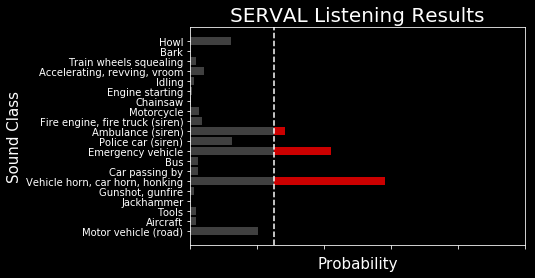 SERVAL Listening Results
Sound Class
Howl
Bark
Train wheels squealing
Accelerating, revving, vroom
Idling
Engine starting
Chainsaw
Motorcycle
Fire engine, fire truck (siren)
Ambulance (siren)
Police car (siren)
Emergency vehicle
Bus
Car passing by
Vehicle horn, car horn, honking
Gunshot, gunfire
Jackhammer
Tools
Aircraft
Motor vehicle (road)
Probability